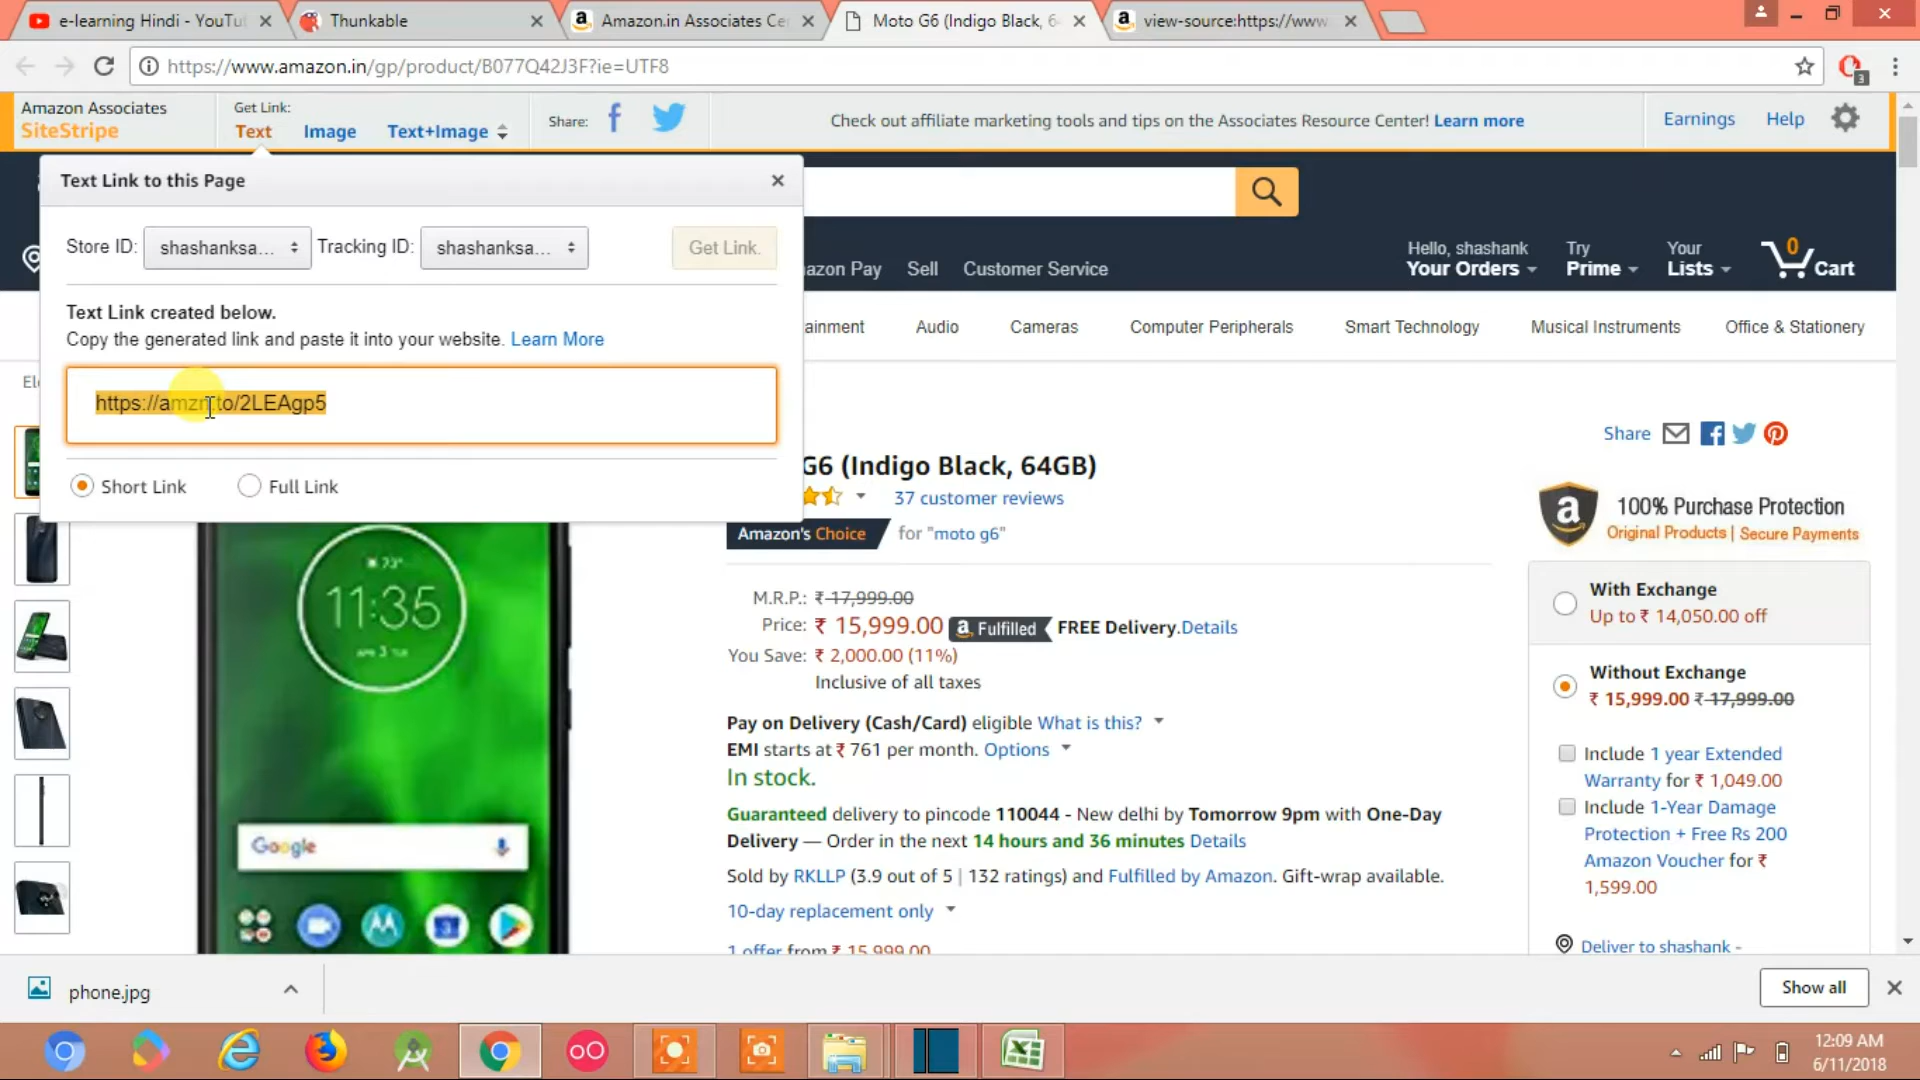 e-learning Hindi - YouTu
Thunkable
Amazon.in Associates Ce
Moto G6 (Indigo Black, 6
view-source:https://www
https://www.amazon.in/gp/product/B077Q42J3F?ie=UTF8
3
Amazon Associates
SiteStripe
Get Link:
Text
Image
Text+Image
Share:
Check out affiliate marketing tools and tips on the Associates Resource Center! Learn more
Earnings
Help
Text Link to this Page
Store ID:
shashanksa...
Tracking ID:
shashanksa...
Get Link.
Text Link created below.
Copy the generated link and paste it into your website. Learn More
https://amzn.to/2LEAgp5
Short Link
Full Link
azon Pay
Sell
Customer Service
Hello, shashank
Your Orders
Try
Prime
Your
Lists
0
Cart
ainment
Audio
Cameras
Computer Peripherals
Smart Technology
Musical Instruments
Office & Stationery
Ele
Share
G6 (Indigo Black, 64GB)
37 customer reviews
Amazon's Choice
for "moto g6"
M.R.P.: ₹ 17,999.00
Price: ₹ 15,999.00 a Fulfilled FREE Delivery.Details
You Save: ₹ 2,000.00 (11%)
Inclusive of all taxes
Pay on Delivery (Cash/Card) eligible What is this?
EMI starts at ₹ 761 per month. Options
In stock.
Guaranteed delivery to pincode 110044 - New delhi by Tomorrow 9pm with One-Day
Delivery — Order in the next 14 hours and 36 minutes Details
Sold by RKLLP (3.9 out of 5 | 132 ratings) and Fulfilled by Amazon. Gift-wrap available.
10-day replacement only
1 offer from ₹ 15,999.00
100% Purchase Protection
Original Products | Secure Payments
With Exchange
Up to ₹ 14,050.00 off
Without Exchange
₹ 15,999.00 ₹ 17,999.00
Include 1 year Extended
Warranty for ₹ 1,049.00
Include 1-Year Damage
Protection + Free Rs 200
Amazon Voucher for ₹
1,599.00
Deliver to shashank -
11:35
Google
phone.jpg
Show all
12:09 AM
6/11/2018